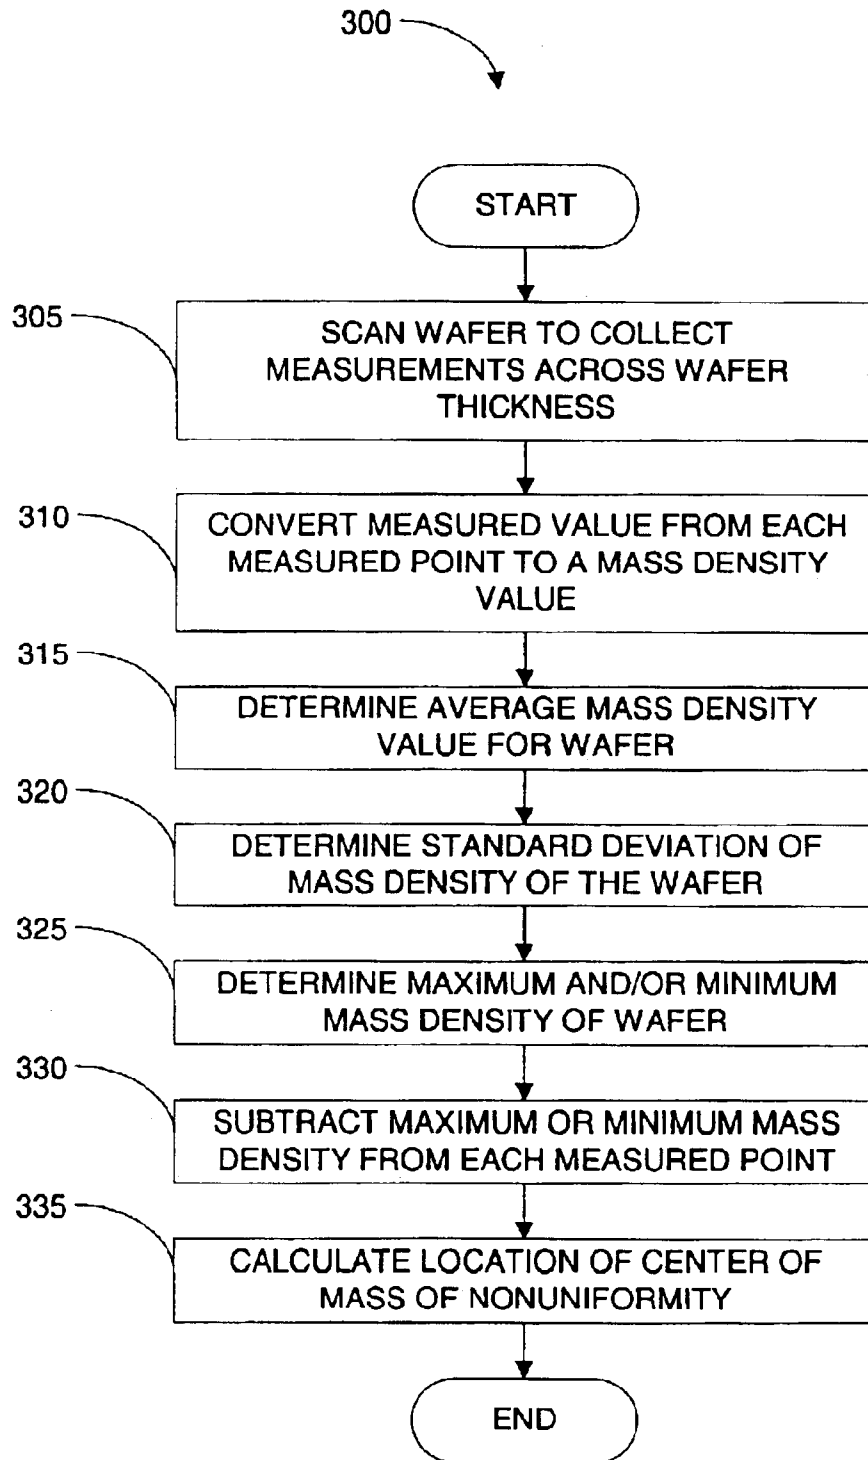 300
START
305
SCAN WAFER TO COLLECT
MEASUREMENTS ACROSS WAFER
THICKNESS
310
CONVERT MEASURED VALUE FROM EACH
MEASURED POINT TO A MASS DENSITY
VALUE
315
DETERMINE AVERAGE MASS DENSITY
VALUE FOR WAFER
320
DETERMINE STANDARD DEVIATION OF
MASS DENSITY OF THE WAFER
325
DETERMINE MAXIMUM AND/OR MINIMUM
MASS DENSITY OF WAFER
330
SUBTRACT MAXIMUM OR MINIMUM MASS
DENSITY FROM EACH MEASURED POINT
335
CALCULATE LOCATION OF CENTER OF
MASS OF NONUNIFORMITY
END